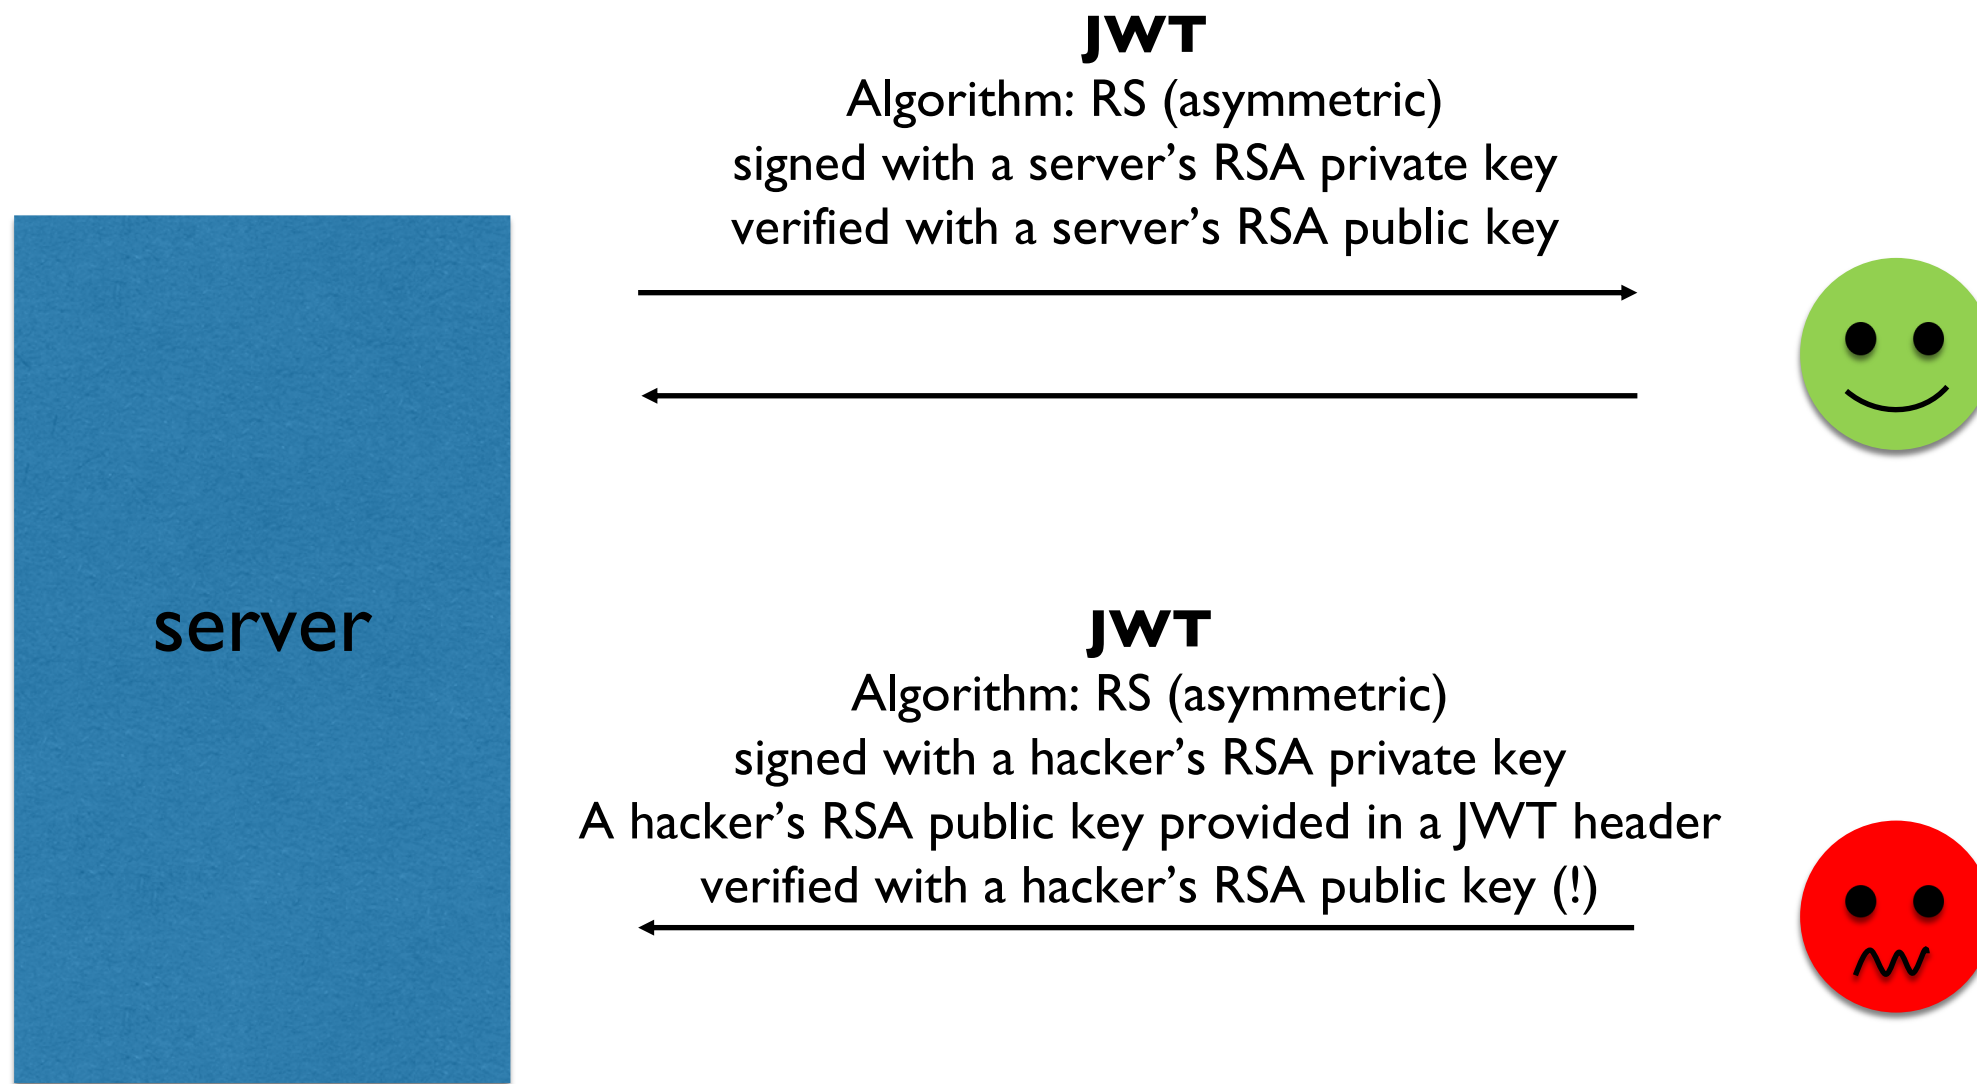 JWT
Algorithm: RS (asymmetric)
signed with a server’s RSA private key
verified with a server’s RSA public key
server
JWT
Algorithm: RS (asymmetric)
signed with a hacker’s RSA private key
A hacker’s RSA public key provided in a JWT header
verified with a hacker’s RSA public key (!)